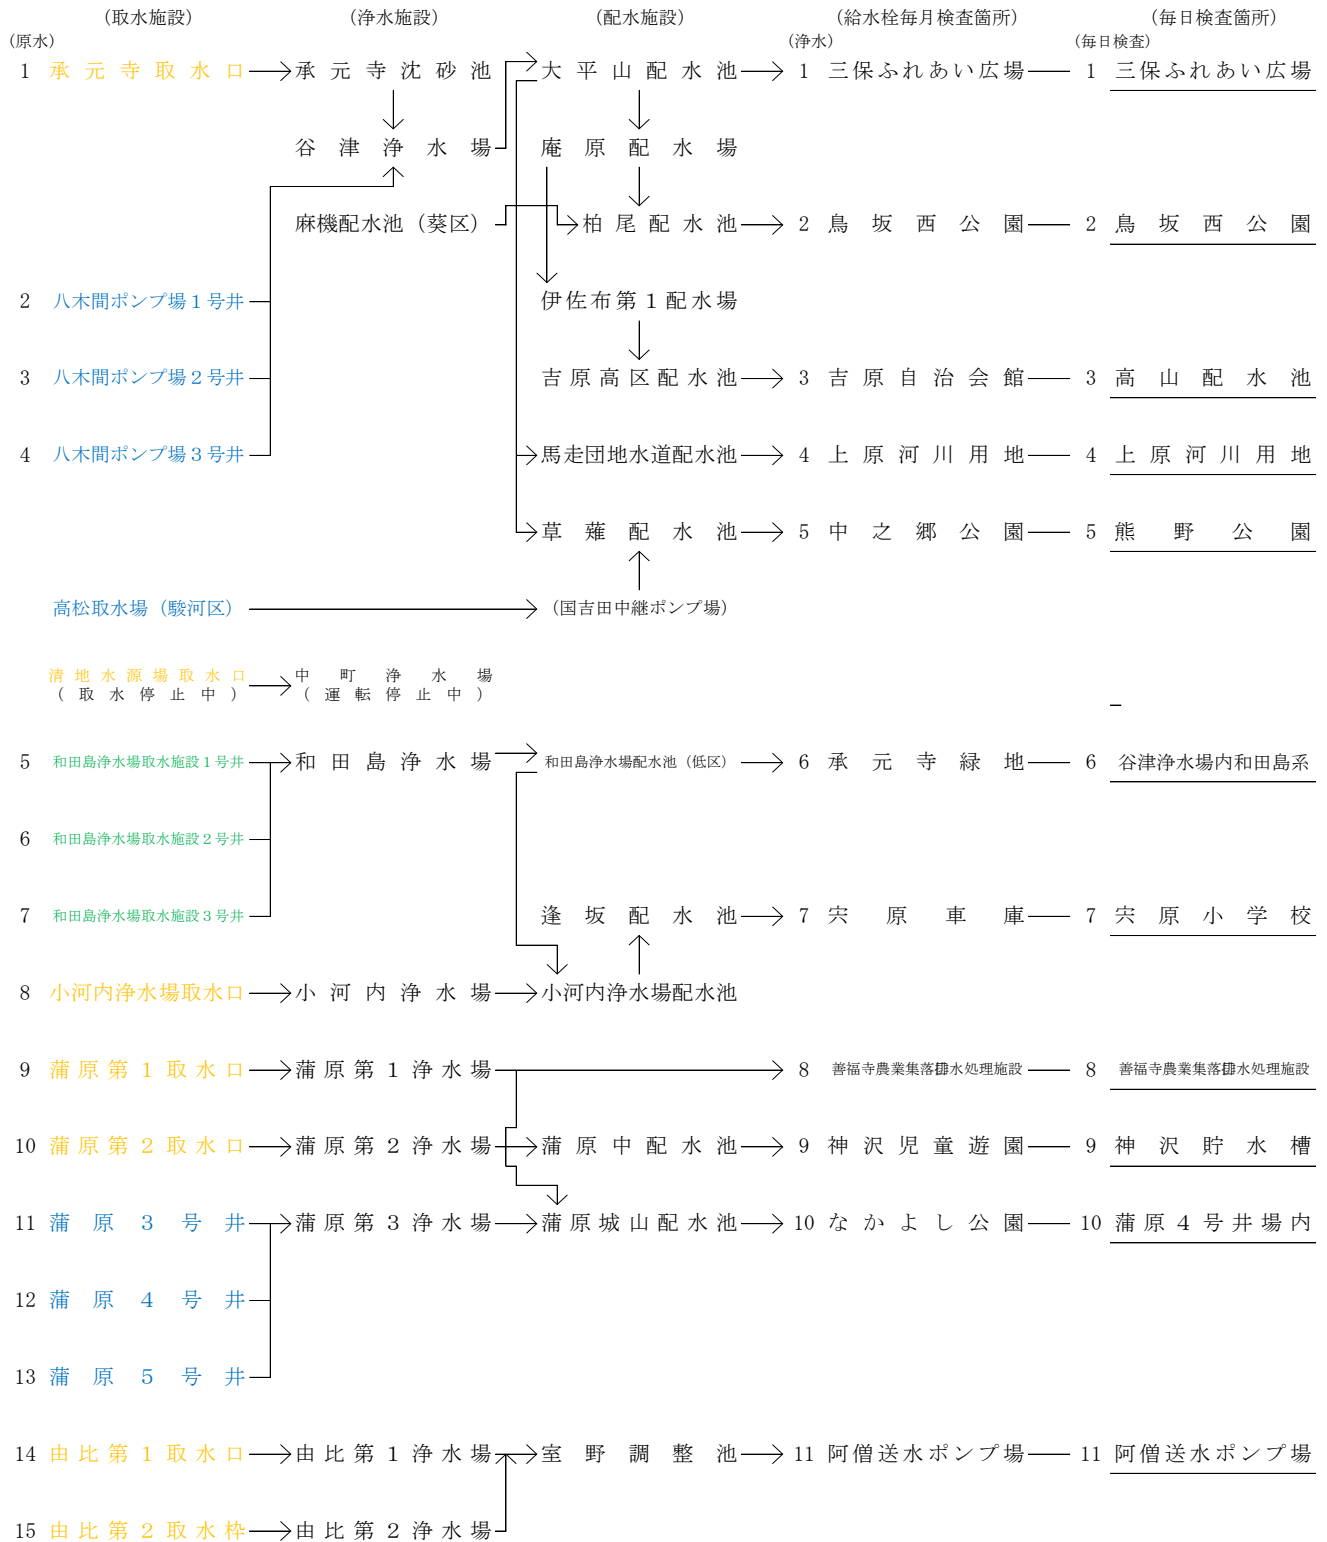 （取水施設） （浄水施設） （配水施設） （給水栓毎月検査箇所） （毎日検査箇所）
（原水） （浄水） （毎日検査）
1 承元寺取水口 承元寺沈砂池 大平山配水池 1 三保ふれあい広場 1 三保ふれあい広場
谷津浄水場 庵原配水場
麻機配水池（葵区） 柏尾配水池 2 鳥坂西公園 2 鳥坂西公園
2 八木間ポンプ場１号井 伊佐布第１配水場
3 八木間ポンプ場２号井 吉原高区配水池 3 吉原自治会館 3 高山配水池
4 八木間ポンプ場３号井 馬走団地水道配水池 4 上原河川用地 4 上原河川用地
草薙配水池 5 中之郷公園 5 熊野公園
高松取水場（駿河区） （国吉田中継ポンプ場）
清地水源場取水口 中町浄水場
（取水停止中） （運転停止中）
5 和田島浄水場取水施設１号井 和田島浄水場 和田島浄水場配水池（低区） 6 承元寺緑地 6 谷津浄水場内和田島系
6 和田島浄水場取水施設２号井
7 和田島浄水場取水施設３号井 逢坂配水池 7 宍原車庫 7 宍原小学校
8 小河内浄水場取水口 小河内浄水場 小河内浄水場配水池
9 蒲原第１取水口 蒲原第１浄水場 8 善福寺農業集落排水処理施設 8 善福寺農業集落排水処理施設
10 蒲原第２取水口 蒲原第２浄水場 蒲原中配水池 9 神沢児童遊園 9 神沢貯水槽
11 蒲原３号井 蒲原第３浄水場 蒲原城山配水池 10 なかよし公園 10 蒲原４号井場内
12 蒲原４号井
13 蒲原５号井
14 由比第１取水口 由比第１浄水場 室野調整池 11 阿僧送水ポンプ場 11 阿僧送水ポンプ場
15 由比第２取水枠 由比第２浄水場